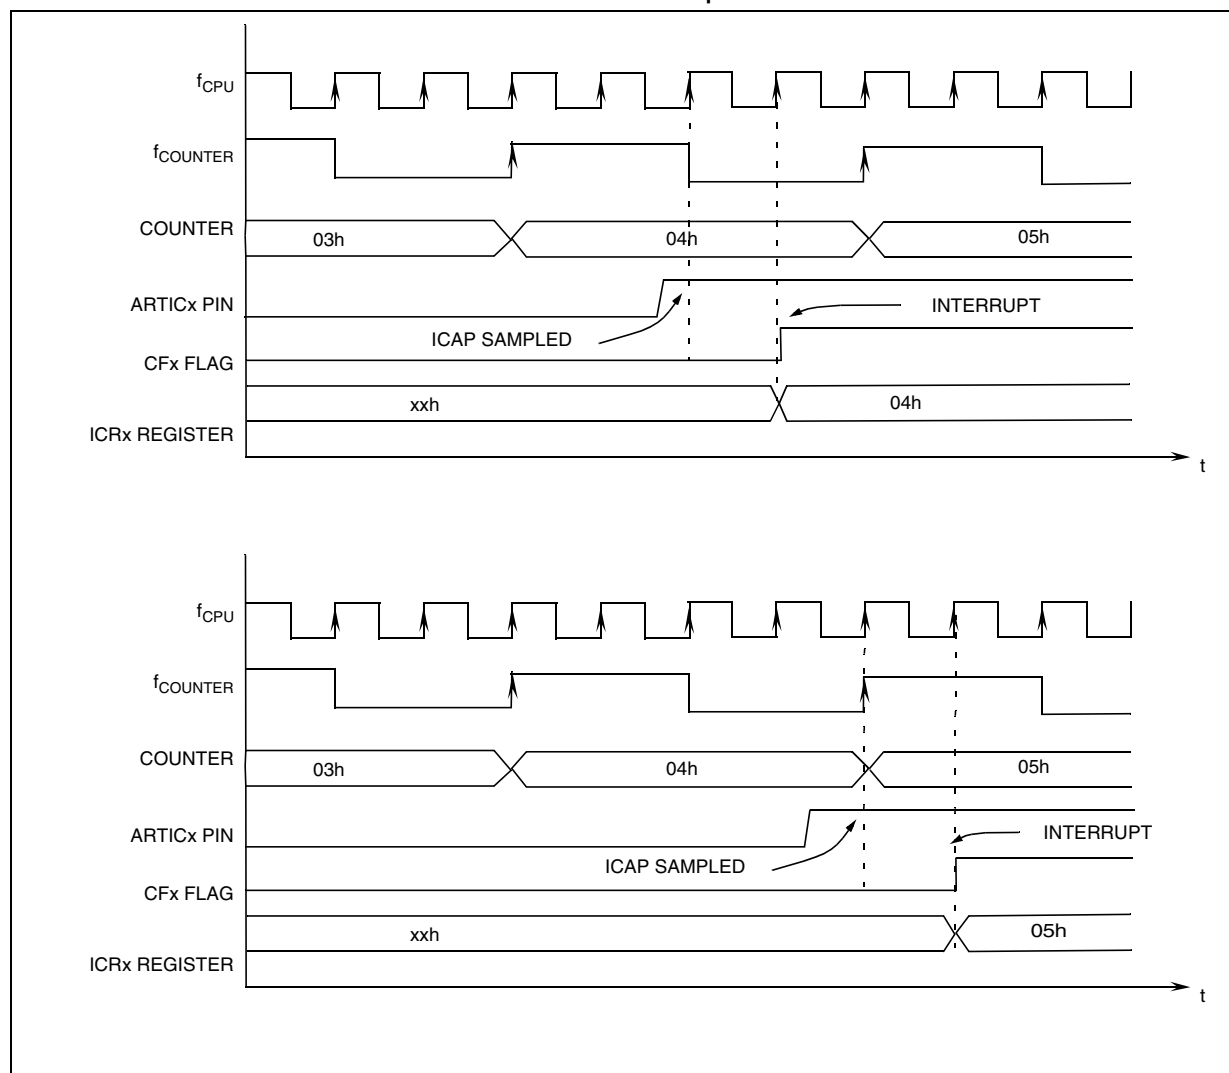 fCPU
fCOUNTER
COUNTER
03h
04h
05h
ARTICx PIN
INTERRUPT
ICAP SAMPLED
CFx FLAG
xxh
04h
ICRx REGISTER
t
fCPU
fCOUNTER
COUNTER
03h
04h
05h
ARTICx PIN
INTERRUPT
ICAP SAMPLED
CFx FLAG
xxh
05h
ICRx REGISTER
t